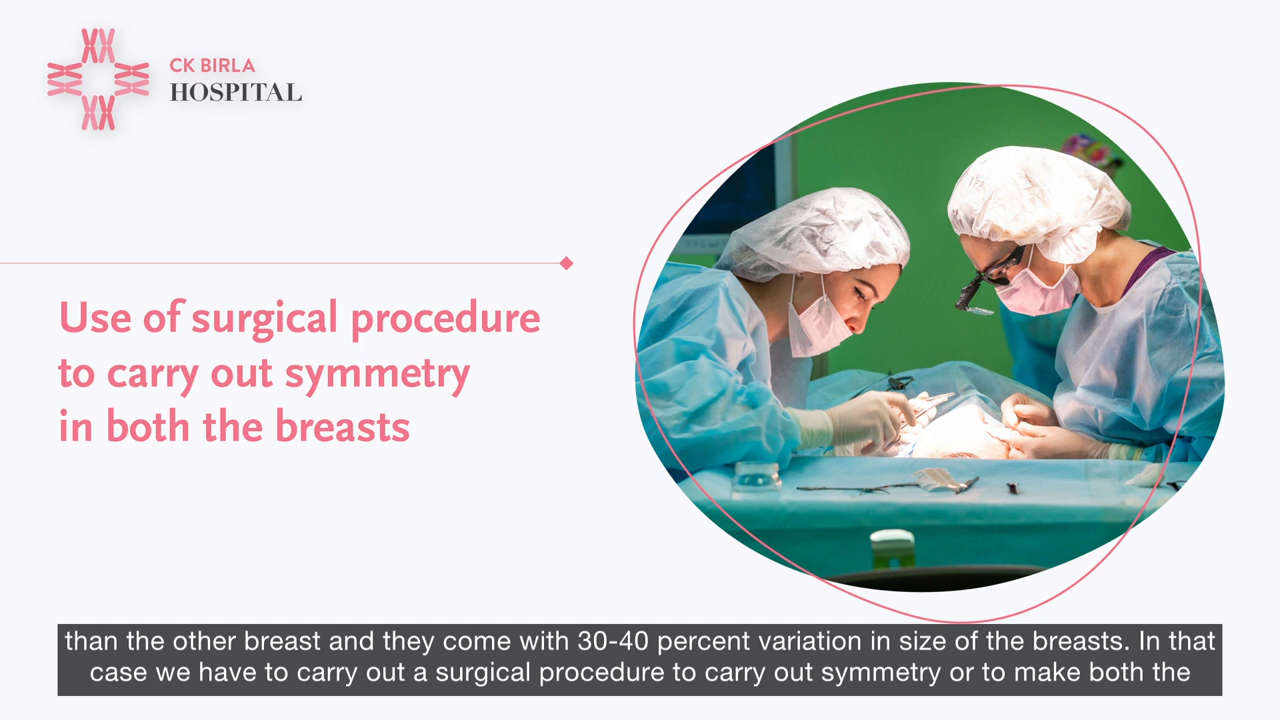 CK BIRLA
HOSPITAL
Use of surgical procedure
to carry out symmetry
in both the breasts
than the other breast and they come with 30-40 percent variation in size of the breasts. In that
case we have to carry out a surgical procedure to carry out symmetry or to make both the